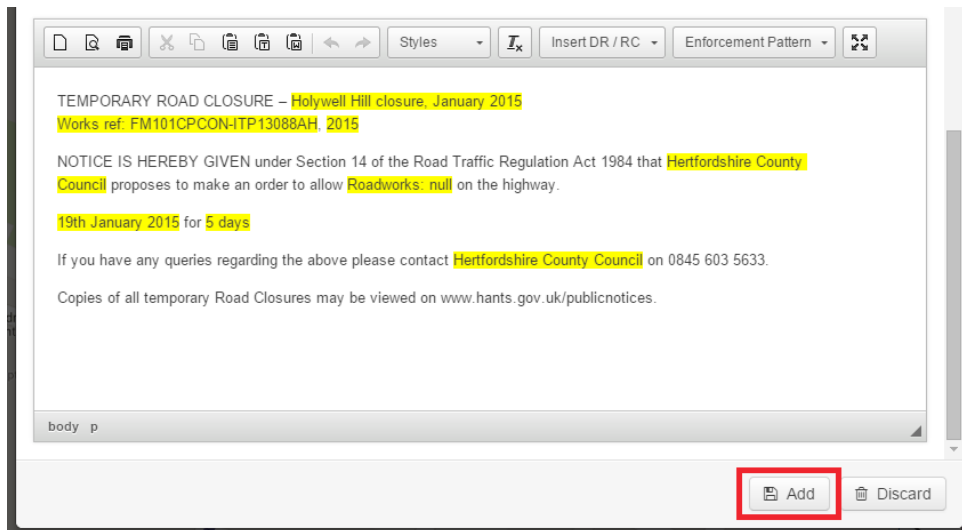 Styles
Insert DR / RC
Enforcement Pattern
TEMPORARY ROAD CLOSURE – Holywell Hill closure, January 2015
Works ref: FM101CPCON-ITP13088AH, 2015
NOTICE IS HEREBY GIVEN under Section 14 of the Road Traffic Regulation Act 1984 that Hertfordshire County
Council proposes to make an order to allow Roadworks: null on the highway.
19th January 2015 for 5 days
If you have any queries regarding the above please contact Hertfordshire County Council on 0845 603 5633.
Copies of all temporary Road Closures may be viewed on www.hants.gov.uk/publicnotices.
body p
Add
Discard